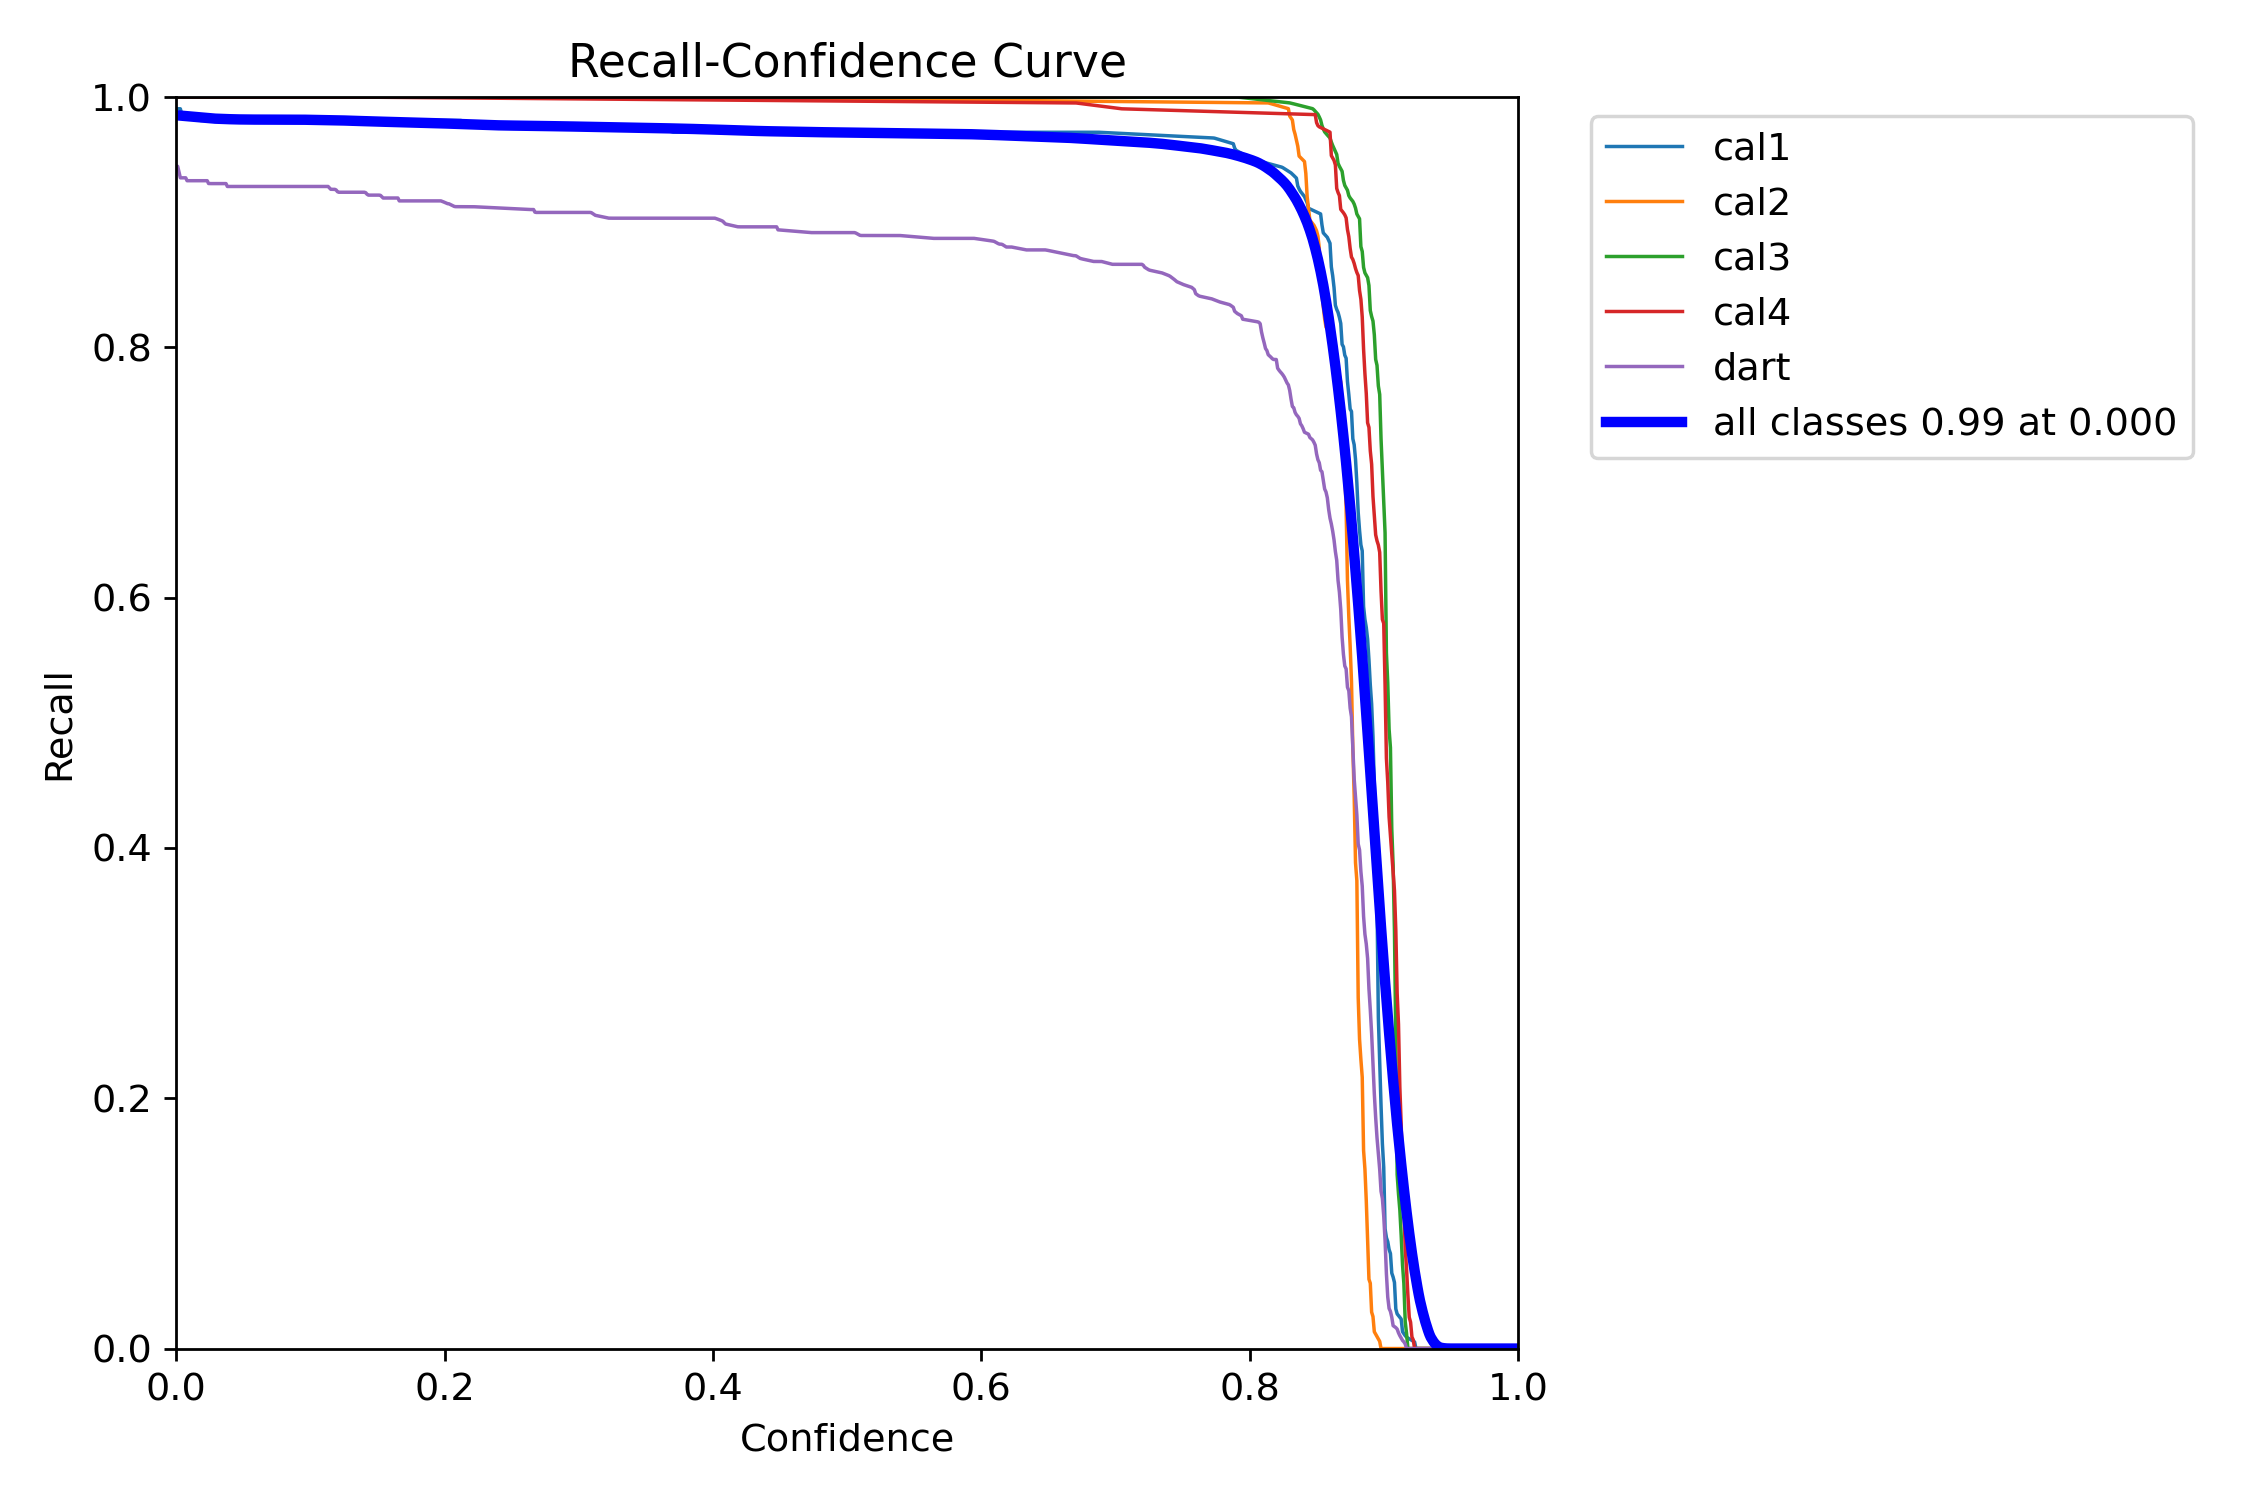 Recall-Confidence Curve
1.0
0.8
0.6
0.4
0.2
0.0
Recall
0.0 0.2 0.4 0.6 0.8 1.0
Confidence
cal1
cal2
cal3
cal4
dart
all classes 0.99 at 0.000